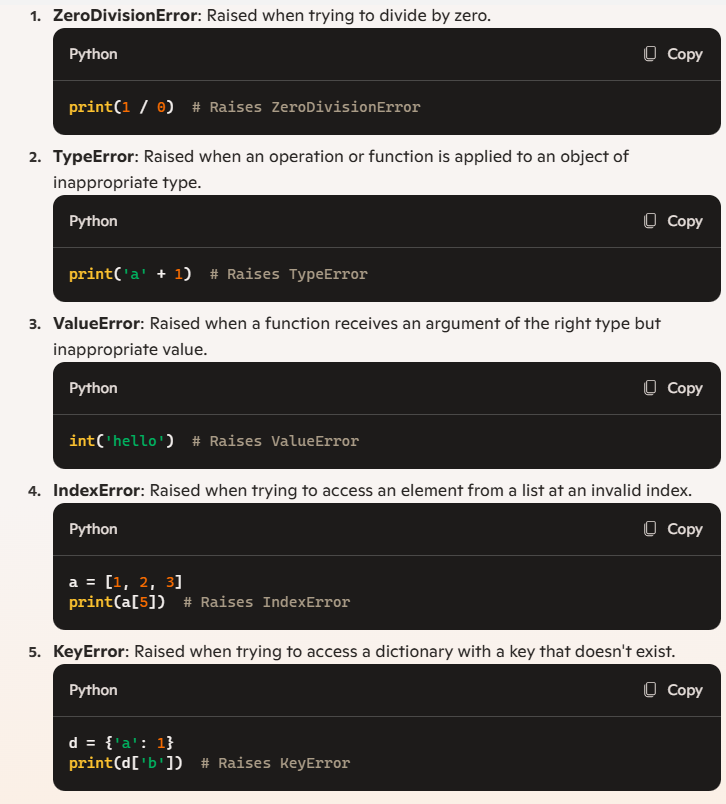 1. ZeroDivisionError: Raised when trying to divide by zero.
Python Copy
print(1 / 0)  # Raises ZeroDivisionError
2. TypeError: Raised when an operation or function is applied to an object of
inappropriate type.
Python Copy
print('a' + 1)  # Raises TypeError
3. ValueError: Raised when a function receives an argument of the right type but
inappropriate value.
Python Copy
int('hello')  # Raises ValueError
4. IndexError: Raised when trying to access an element from a list at an invalid index.
Python Copy
a = [1, 2, 3]
print(a[5])  # Raises IndexError
5. KeyError: Raised when trying to access a dictionary with a key that doesn't exist.
Python Copy
d = {'a': 1}
print(d['b'])  # Raises KeyError